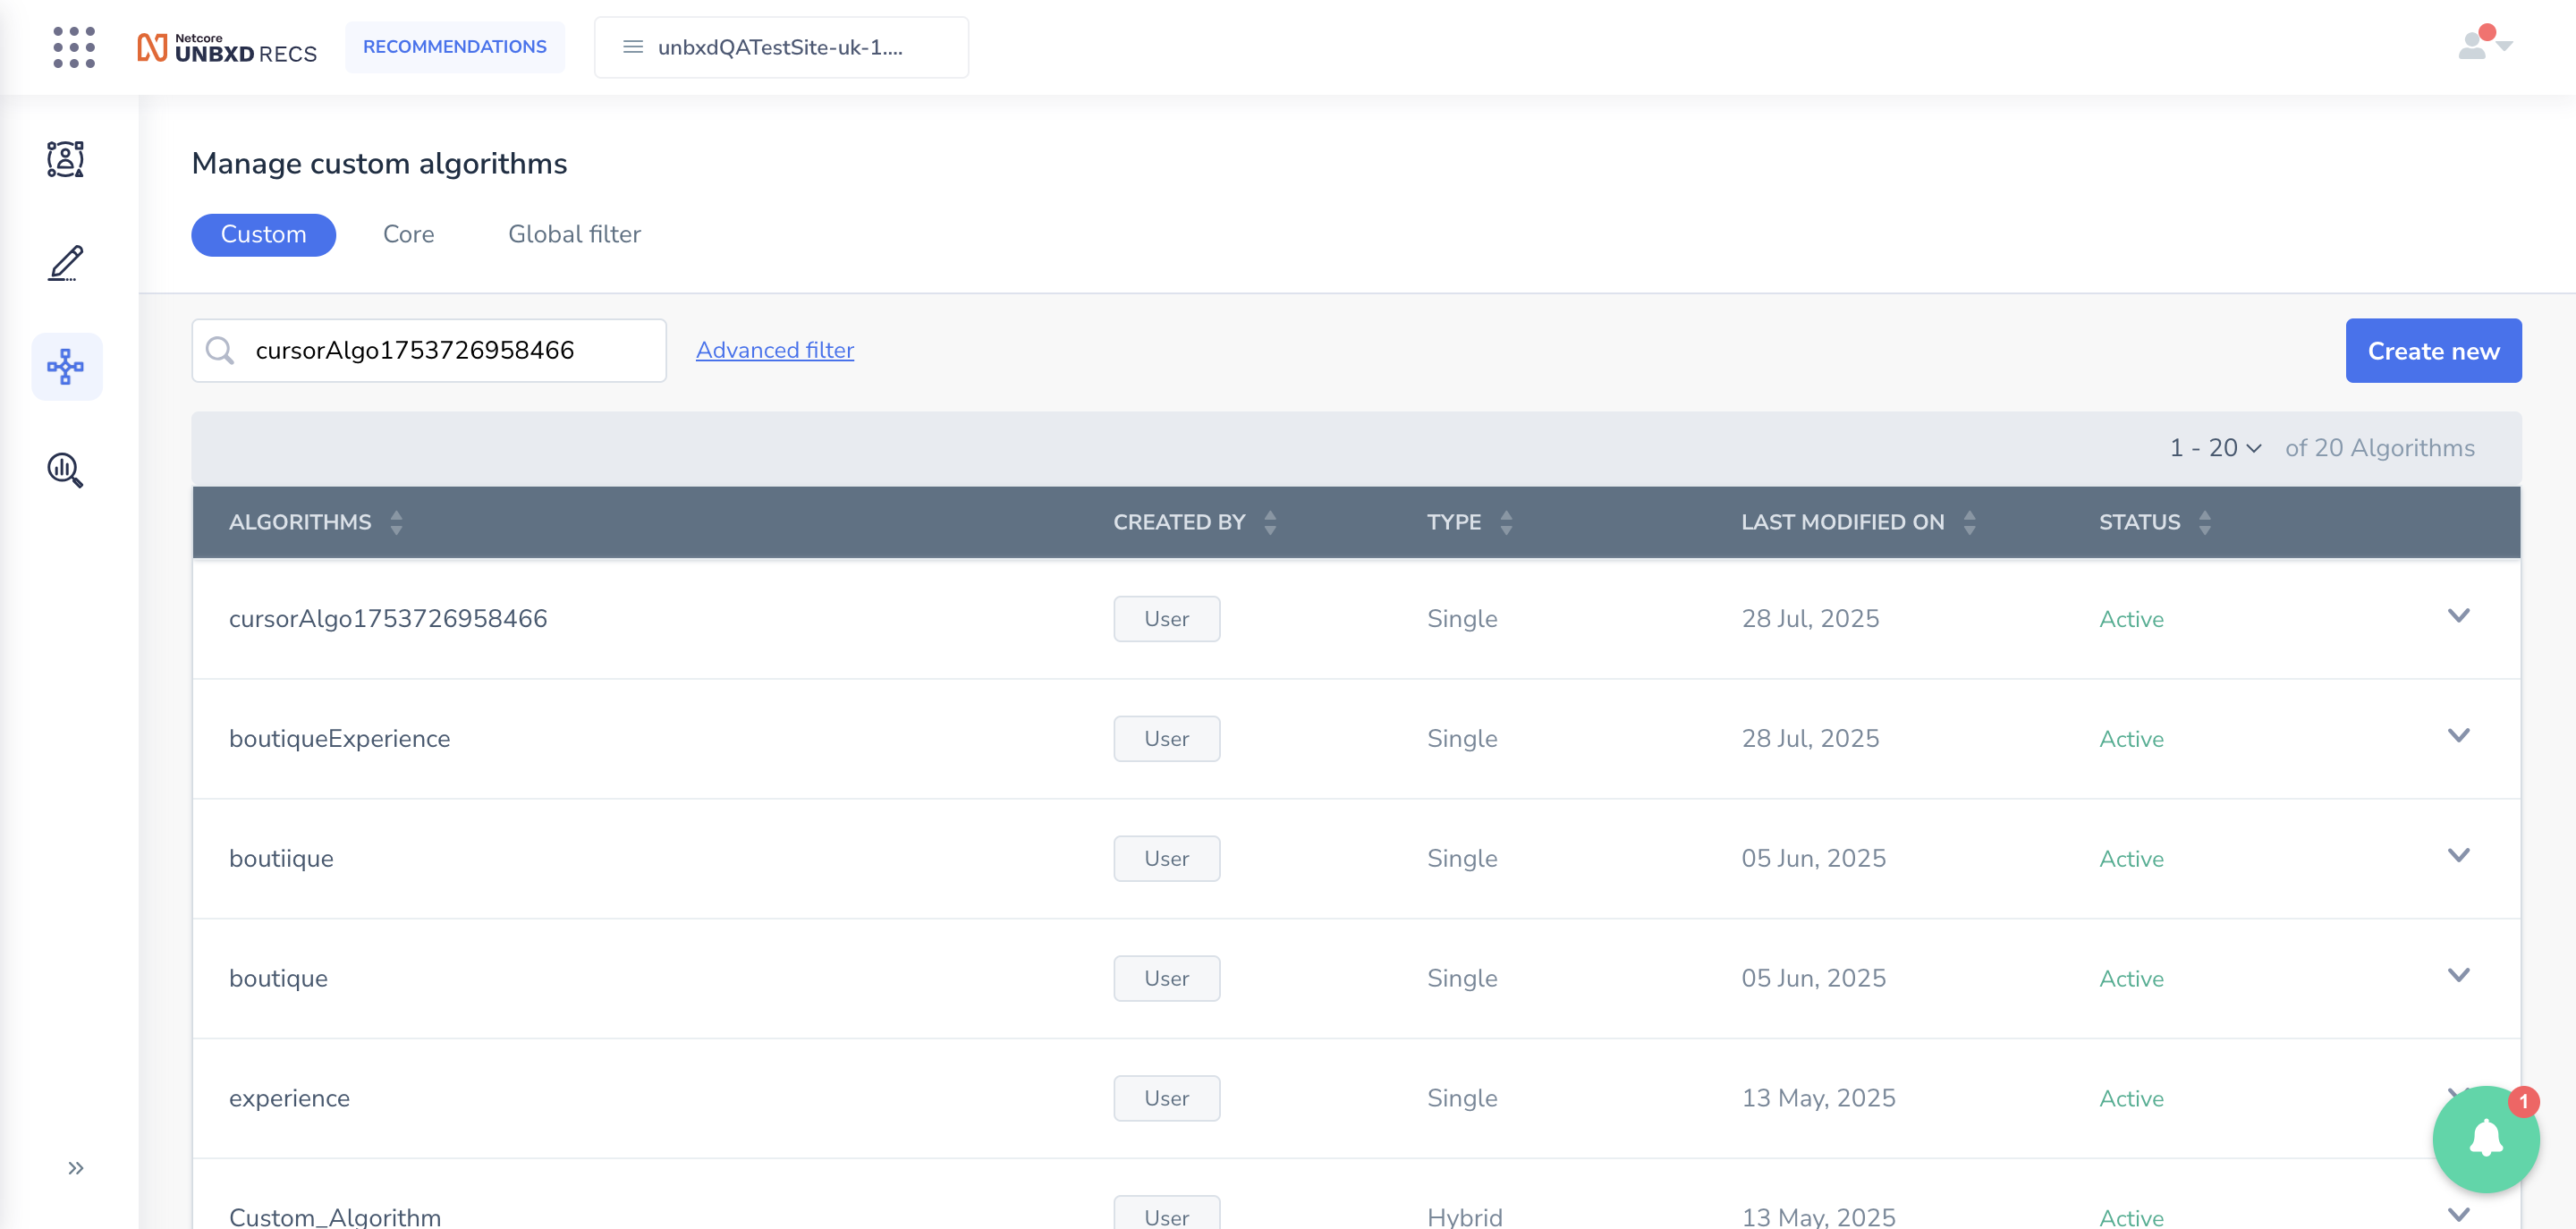 Netcore
UNBXD RECS
RECOMMENDATIONS
unbxdQATestSite-uk-1....
Manage custom algorithms
Custom Core Global filter
cursorAlgo1753726958466 Advanced filter Create new
1 - 20 of 20 Algorithms
ALGORITHMS CREATED BY TYPE LAST MODIFIED ON STATUS
cursorAlgo1753726958466 User Single 28 Jul, 2025 Active
boutiqueExperience User Single 28 Jul, 2025 Active
boutiique User Single 05 Jun, 2025 Active
boutique User Single 05 Jun, 2025 Active
experience User Single 13 May, 2025 Active
1
Custom_Algorithm User Hybrid 13 May, 2025 Active